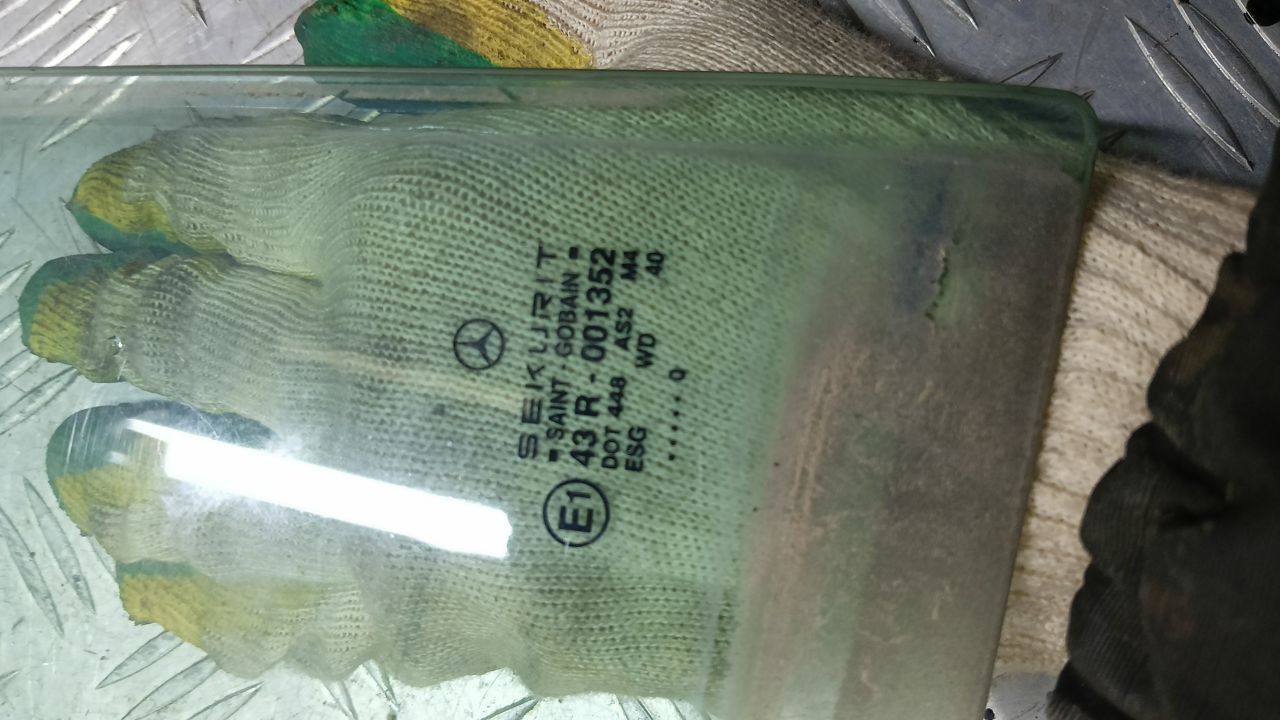 SEKURIT
SAINT - GOBAIN
E1 43 R - 001352
DOT 448 AS2 M4
ESG WD 40
...... 0